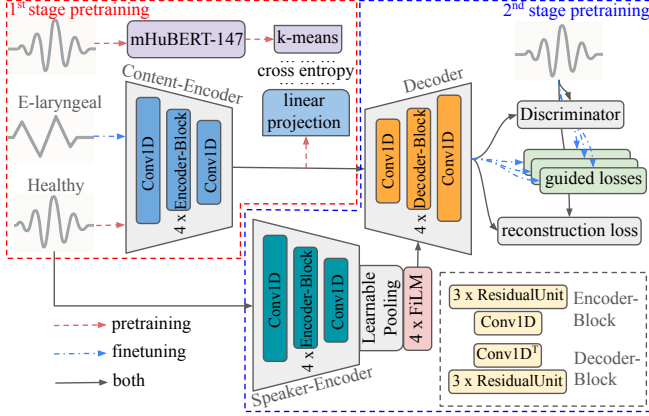 1st stage pretraining
2nd stage pretraining
mHuBERT-147
k-means
cross entropy
Content-Encoder
Decoder
E-laryngeal
linear
projection
Discriminator
Conv1D
4 x Encoder-Block
Conv1D
Conv1D
4 x Decoder-Block
Conv1D
guided losses
Healthy
reconstruction loss
Conv1D
4 x Encoder-Block
Conv1D
Learnable
Pooling
4 x FiLM
Speaker-Encoder
pretraining
finetuning
both
3 x ResidualUnit
Conv1D
Encoder-
Block
Conv1DT
3 x ResidualUnit
Decoder-
Block